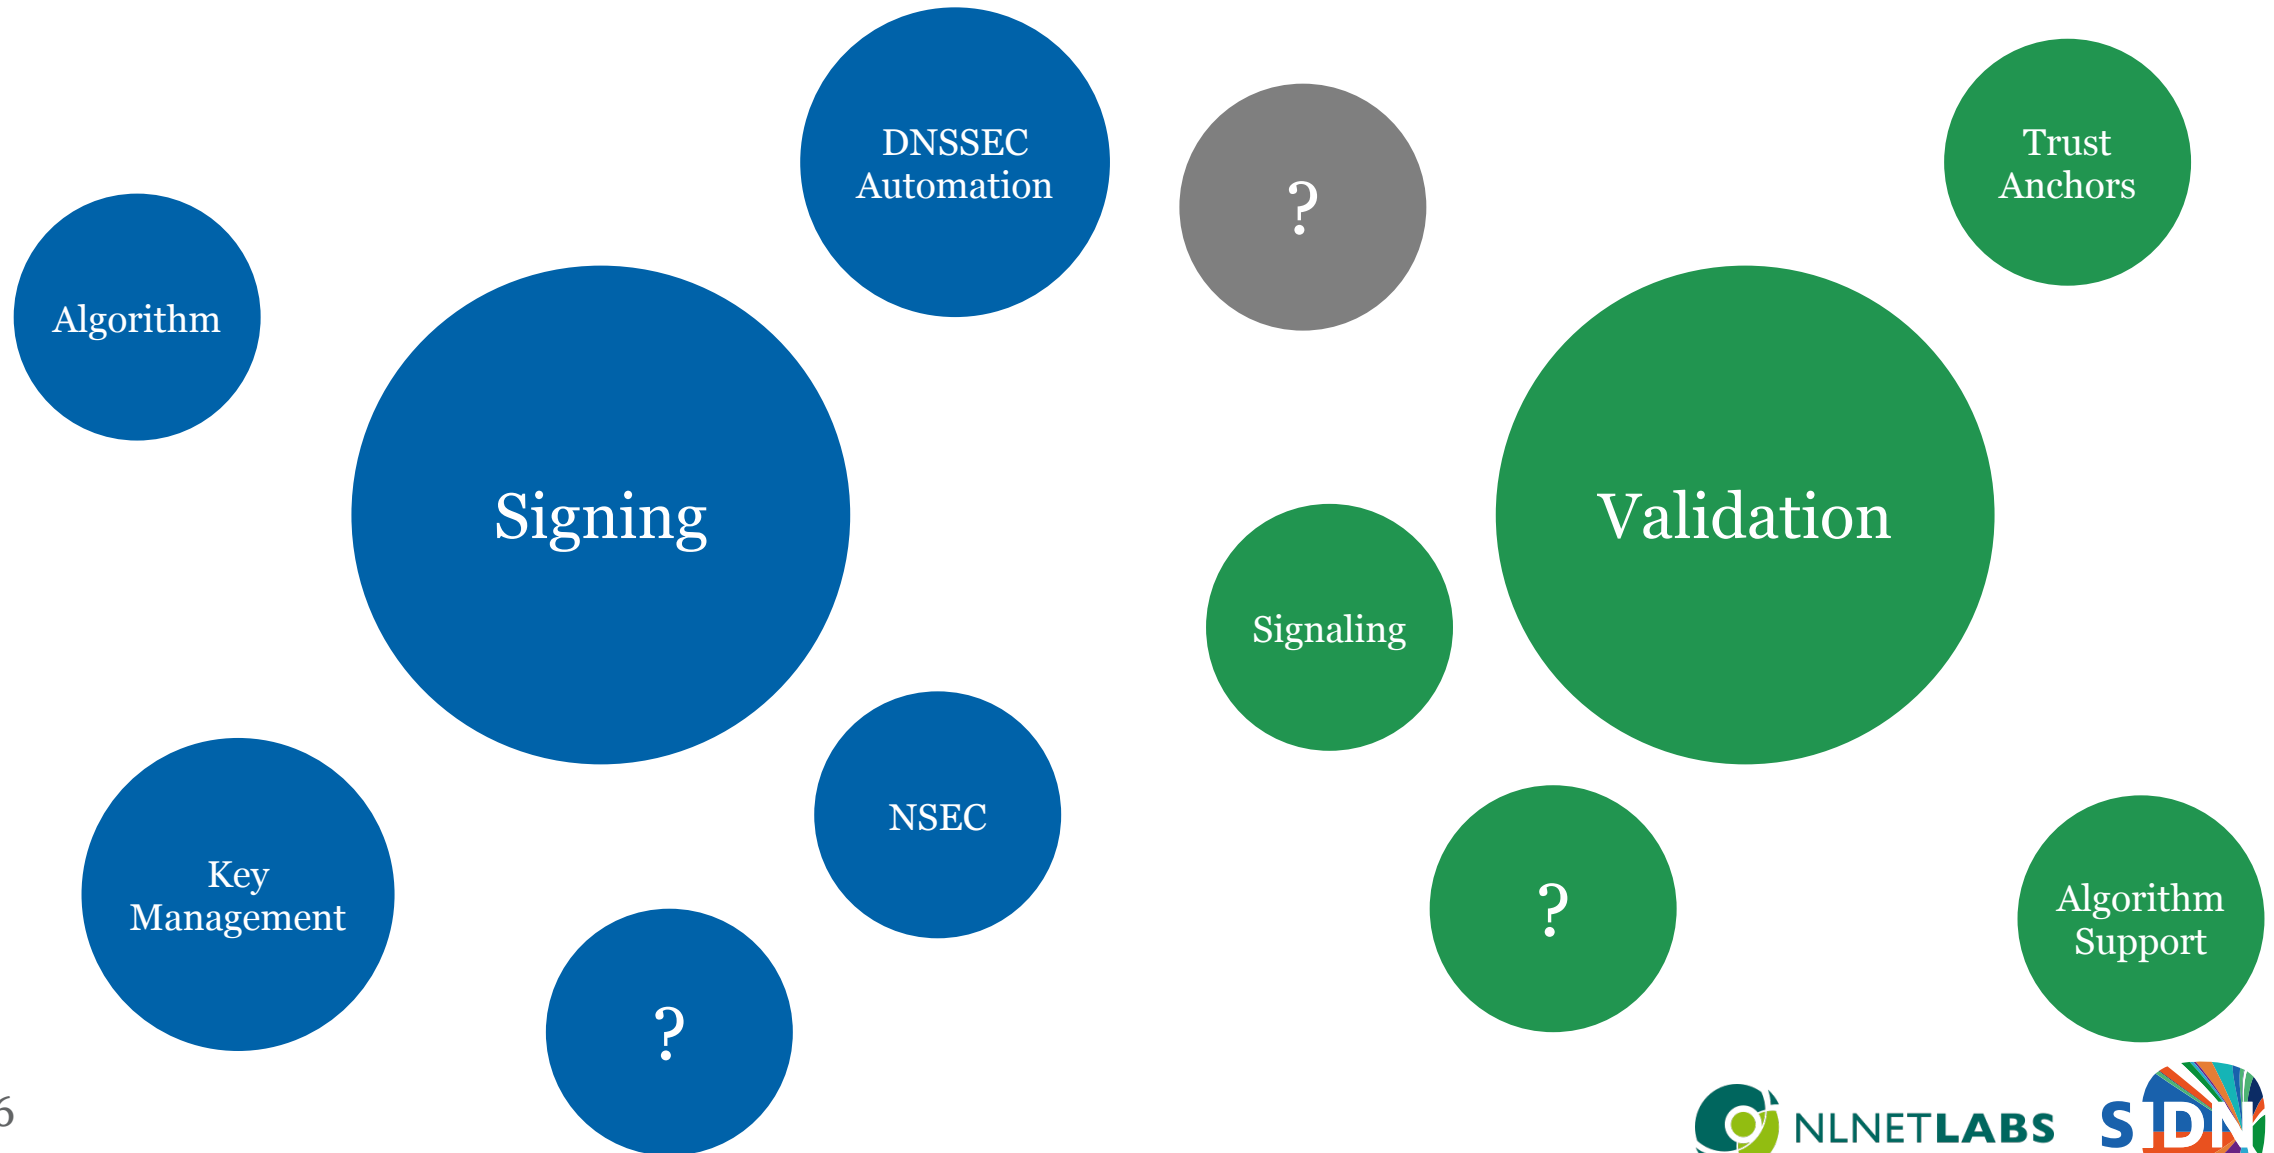 DNSSEC
Automation
?
Trust
Anchors
Algorithm
Signing
Validation
Signaling
NSEC
Key
Management
?
?
Algorithm
Support
6
NLNETLABS
SIDN